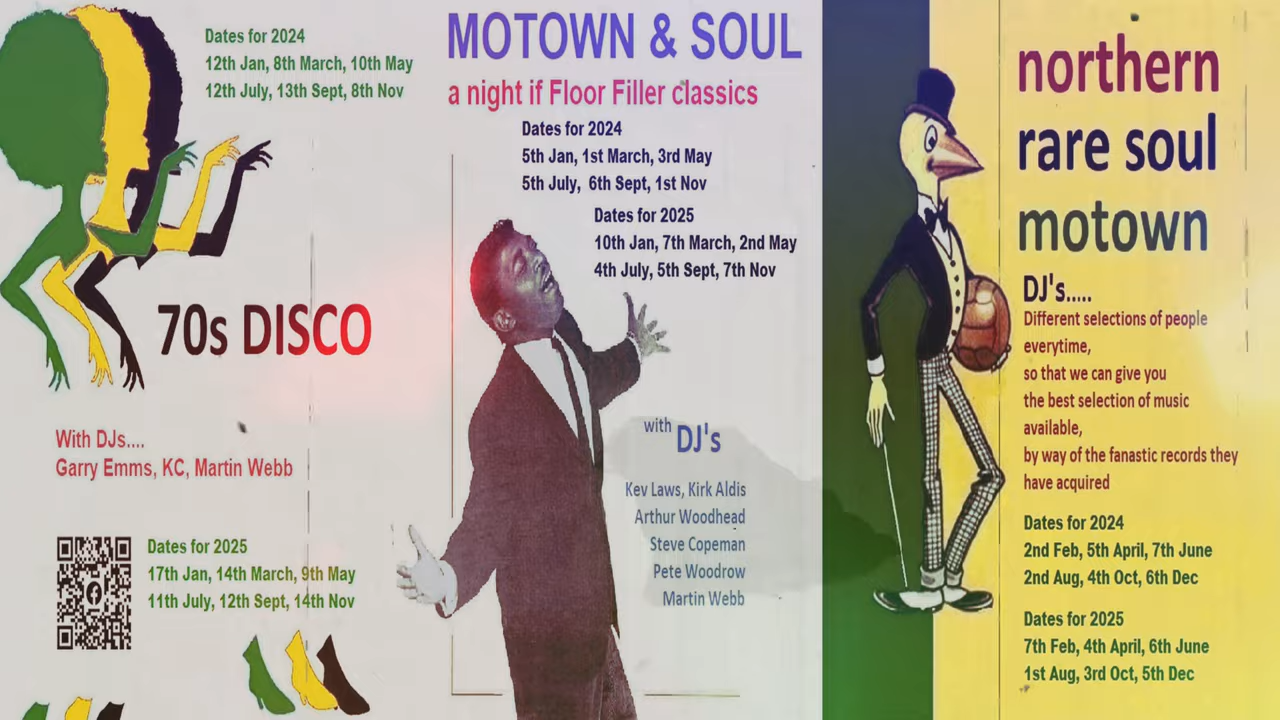 Dates for 2024
12th Jan, 8th March, 10th May
12th July, 13th Sept, 8th Nov
70s DISCO
With DJs....
Garry Emms, KC, Martin Webb
Dates for 2025
17th Jan, 14th March, 9th May
11th July, 12th Sept, 14th Nov
MOTOWN & SOUL
a night if Floor Filler classics
Dates for 2024
5th Jan, 1st March, 3rd May
5th July, 6th Sept, 1st Nov
Dates for 2025
10th Jan, 7th March, 2nd May
4th July, 5th Sept, 7th Nov
with DJ's
Kev Laws, Kirk Aldis
Arthur Woodhead
Steve Copeman
Pete Woodrow
Martin Webb
northern
rare soul
motown
DJ's.....
Different selections of people
everytime,
so that we can give you
the best selection of music
available,
by way of the fanastic records they
have acquired
Dates for 2024
2nd Feb, 5th April, 7th June
2nd Aug, 4th Oct, 6th Dec
Dates for 2025
7th Feb, 4th April, 6th June
1st Aug, 3rd Oct, 5th Dec